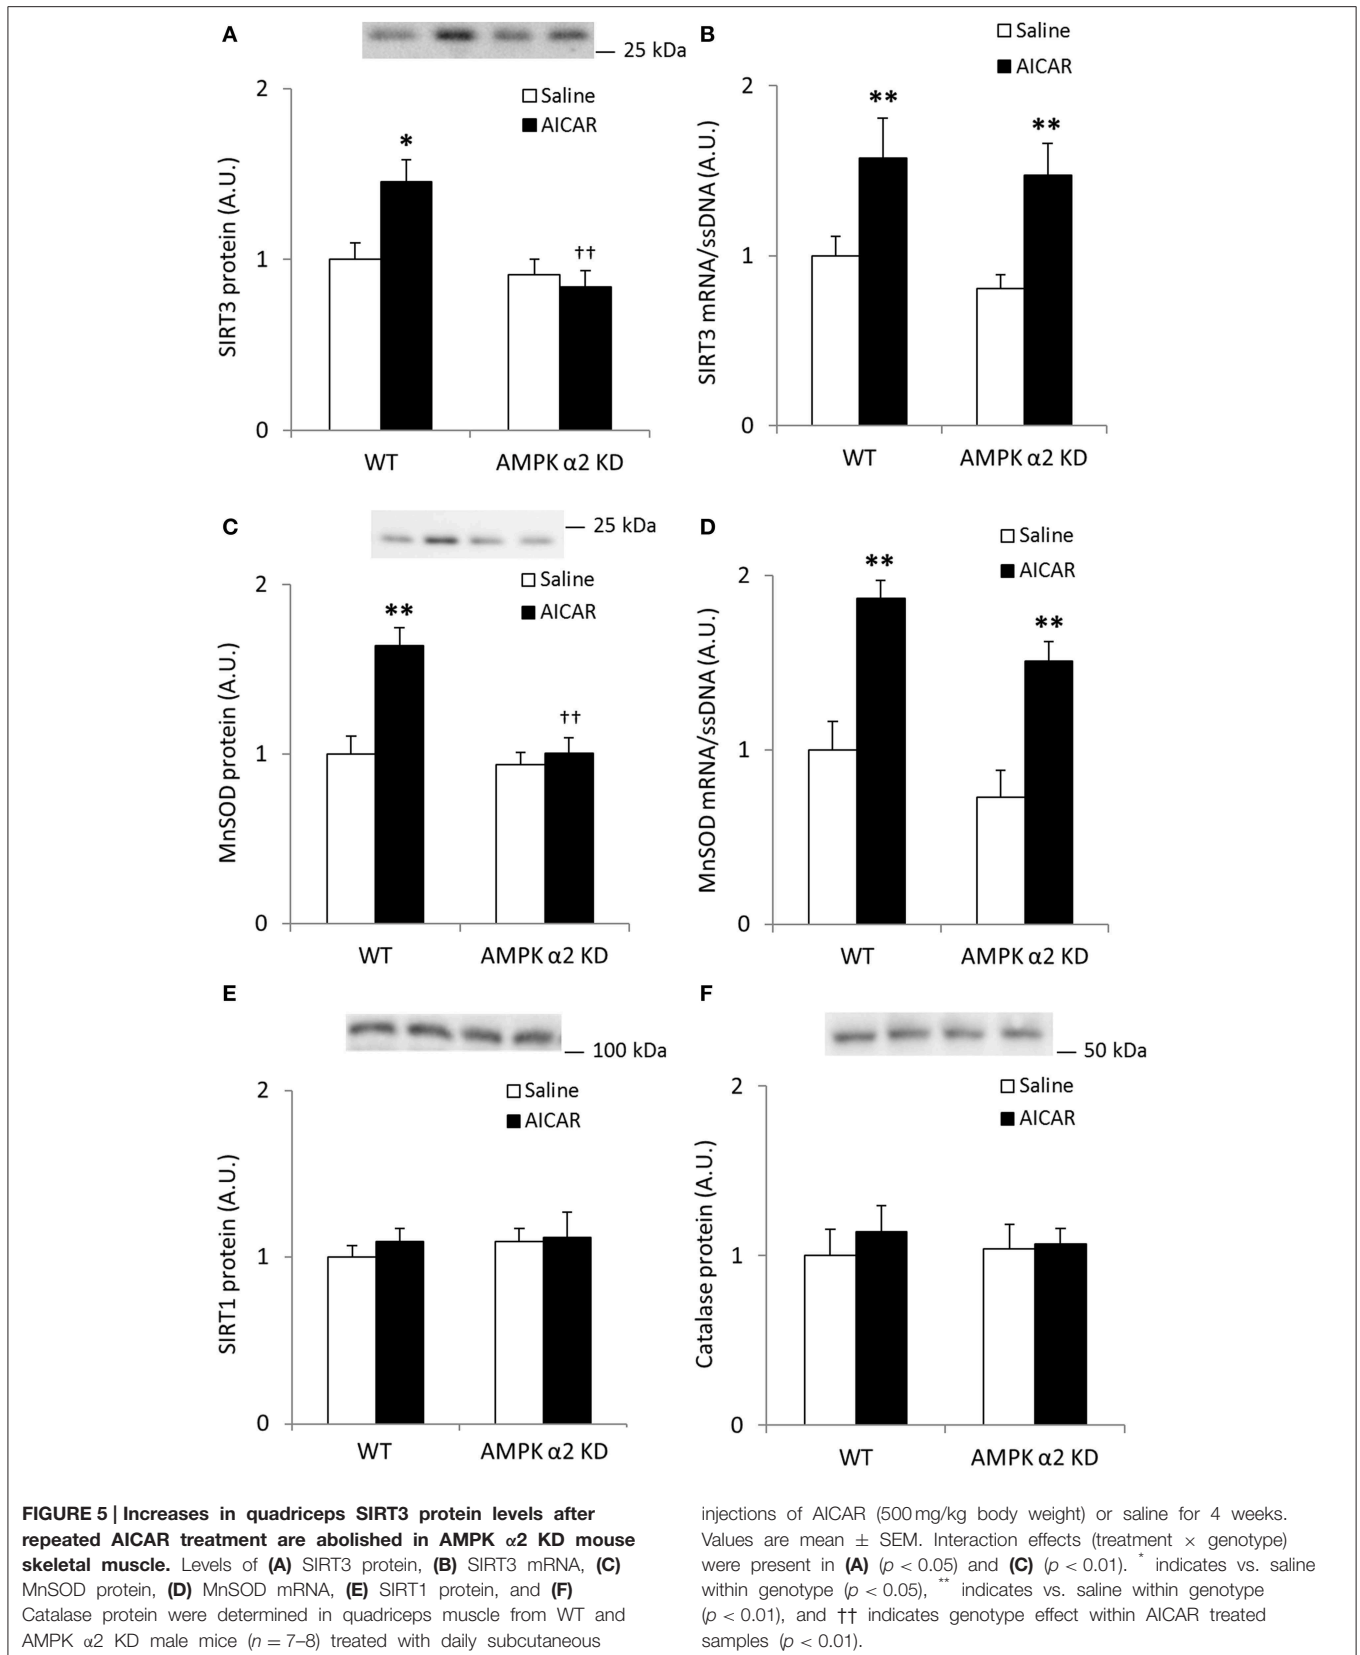 A
— 25 kDa
2
1
0
SIRT3 protein (A.U.)
Saline
AICAR
*
††
WT
AMPK α2 KD
B
Saline
AICAR
2
1
0
SIRT3 mRNA/ssDNA (A.U.)
**
**
WT
AMPK α2 KD
C
— 25 kDa
2
1
0
MnSOD protein (A.U.)
Saline
AICAR
**
††
WT
AMPK α2 KD
D
Saline
AICAR
2
1
0
MnSOD mRNA/ssDNA (A.U.)
**
**
WT
AMPK α2 KD
E
— 100 kDa
2
1
0
SIRT1 protein (A.U.)
Saline
AICAR
WT
AMPK α2 KD
F
— 50 kDa
2
1
0
Catalase protein (A.U.)
Saline
AICAR
WT
AMPK α2 KD
FIGURE 5 | Increases in quadriceps SIRT3 protein levels after
repeated AICAR treatment are abolished in AMPK α2 KD mouse
skeletal muscle. Levels of (A) SIRT3 protein, (B) SIRT3 mRNA, (C)
MnSOD protein, (D) MnSOD mRNA, (E) SIRT1 protein, and (F)
Catalase protein were determined in quadriceps muscle from WT and
AMPK α2 KD male mice (n = 7–8) treated with daily subcutaneous
injections of AICAR (500 mg/kg body weight) or saline for 4 weeks.
Values are mean ± SEM. Interaction effects (treatment × genotype)
were present in (A) (p < 0.05) and (C) (p < 0.01). * indicates vs. saline
within genotype (p < 0.05), ** indicates vs. saline within genotype
(p < 0.01), and †† indicates genotype effect within AICAR treated
samples (p < 0.01).